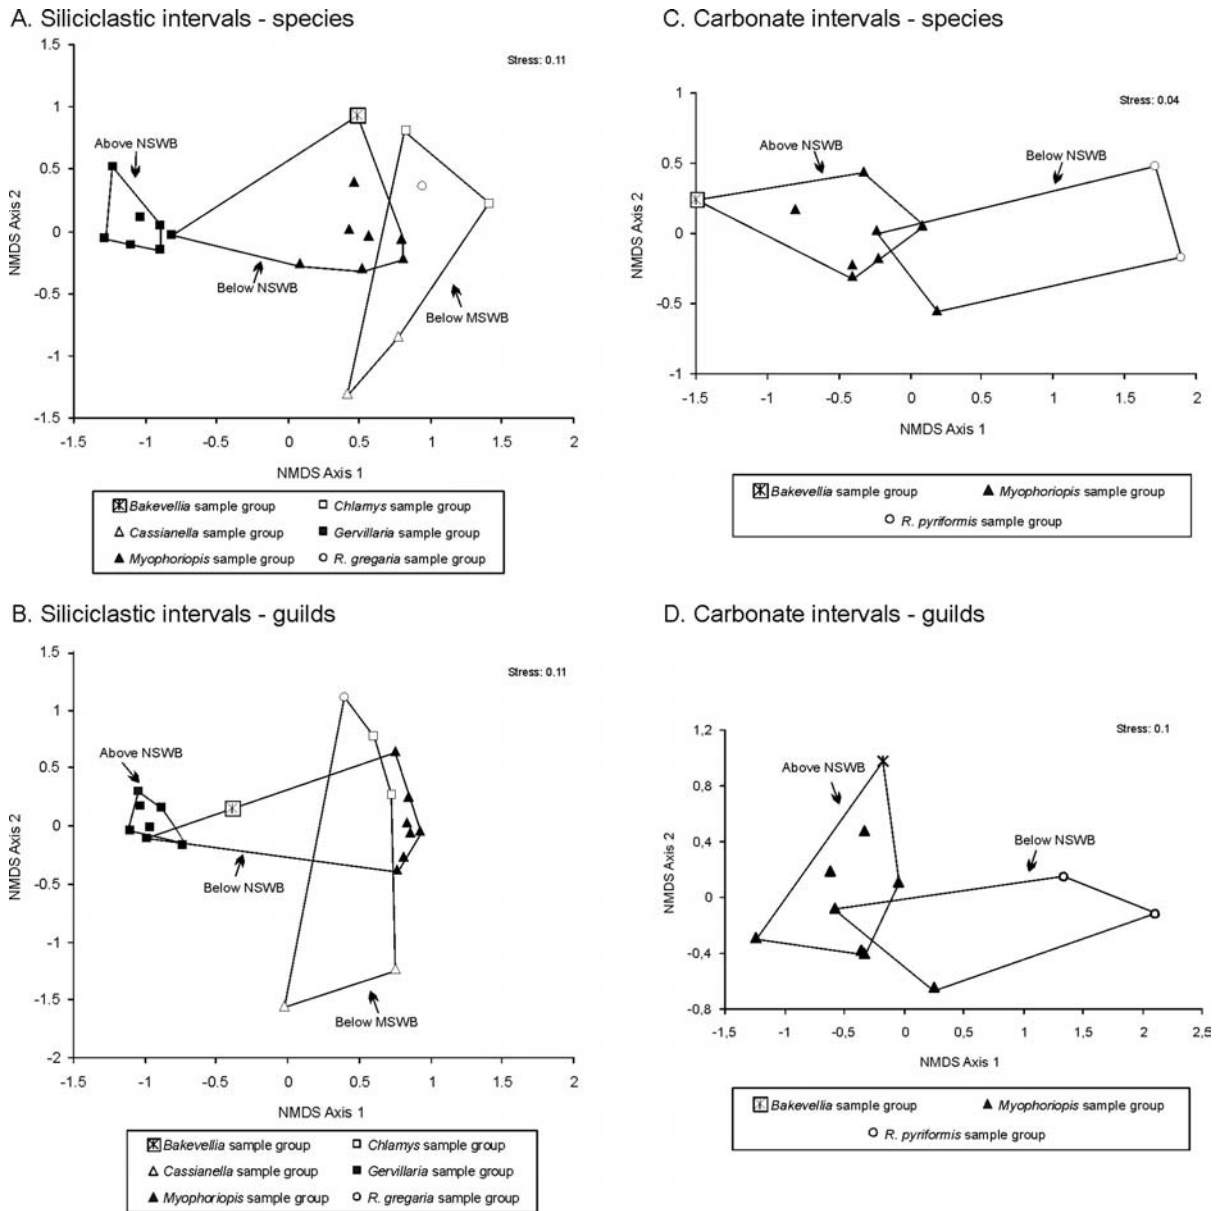 A. Siliciclastic intervals - species
1.5
1
0.5
0
-0.5
-1
-1.5
NMDS Axis 2
Stress: 0.11
Above NSWB
Below NSWB
Below MSWB
-1.5 -1 -0.5 0 0.5 1 1.5 2
NMDS Axis 1
Bakevellia sample group Chlamys sample group
Cassianella sample group Gervillaria sample group
Myophoriopis sample group R. gregaria sample group
C. Carbonate intervals - species
1
0.5
0
-0.5
-1
NMDS Axis 2
Stress: 0.04
Above NSWB
Below NSWB
-1.5 -1 -0.5 0 0.5 1 1.5 2
NMDS Axis 1
Bakevellia sample group Myophoriopis sample group
R. pyriformis sample group
B. Siliciclastic intervals - guilds
1.5
1
0.5
0
-0.5
-1
-1.5
-2
NMDS Axis 2
Stress: 0.11
Above NSWB
Below NSWB
Below MSWB
-1.5 -1 -0.5 0 0.5 1 1.5 2
NMDS Axis 1
Bakevellia sample group Chlamys sample group
Cassianella sample group Gervillaria sample group
Myophoriopis sample group R. gregaria sample group
D. Carbonate intervals - guilds
1,2
0,8
0,4
0
-0,4
-0,8
NMDS Axis 2
Stress: 0.1
Above NSWB
Below NSWB
-1,5 -1 -0,5 0 0,5 1 1,5 2 2,5
NMDS Axis 1
Bakevellia sample group Myophoriopis sample group
R. pyriformis sample group